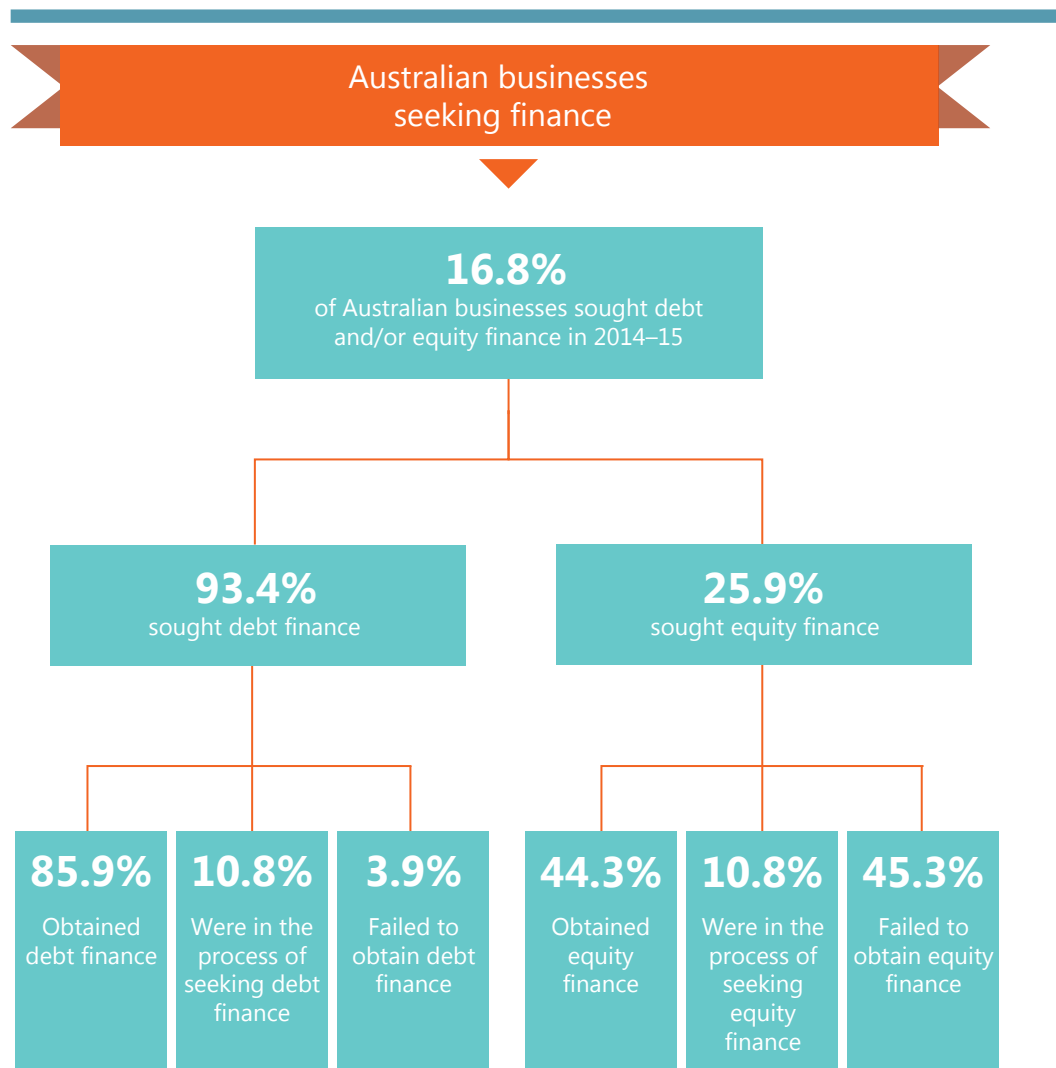 Australian businesses
seeking finance
16.8%
of Australian businesses sought debt
and/or equity finance in 2014–15
93.4%
sought debt finance
25.9%
sought equity finance
85.9%
Obtained
debt finance
10.8%
Were in the
process of
seeking debt
finance
3.9%
Failed to
obtain debt
finance
44.3%
Obtained
equity
finance
10.8%
Were in the
process of
seeking
equity
finance
45.3%
Failed to
obtain equity
finance